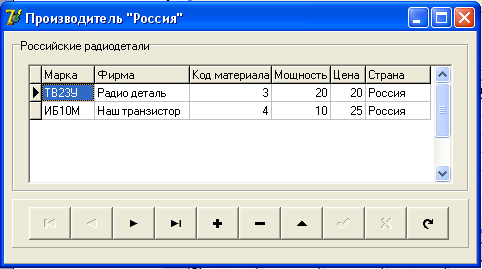 Производитель "Россия"
Российские радиодетали
Марка Фирма Код материала Мощность Цена Страна
ТВ23У Радио деталь 3 20 20 Россия
ИБ10М Наш транзистор 4 10 25 Россия